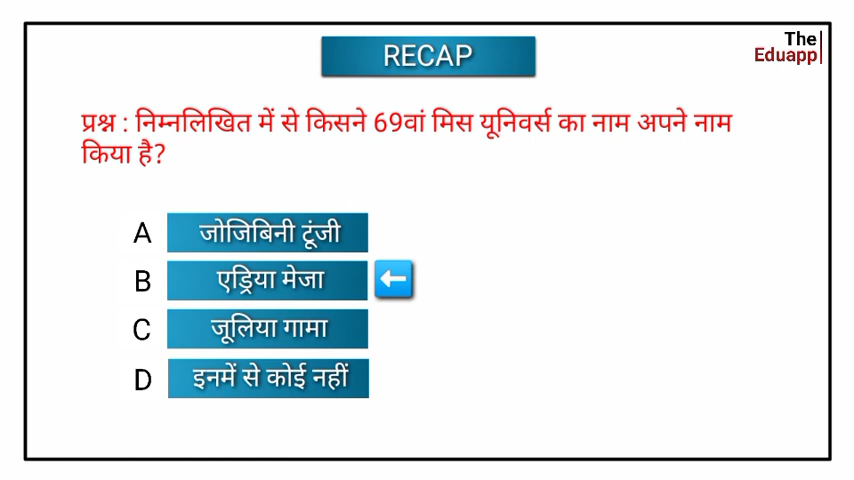 RECAP
The
Eduapp
प्रश्न : निम्नलिखित में से किसने 69वां मिस यूनिवर्स का नाम अपने नाम
किया है?
A जोजिबिनी टूंजी
B एड्रिया मेजा
C जूलिया गामा
D इनमें से कोई नहीं